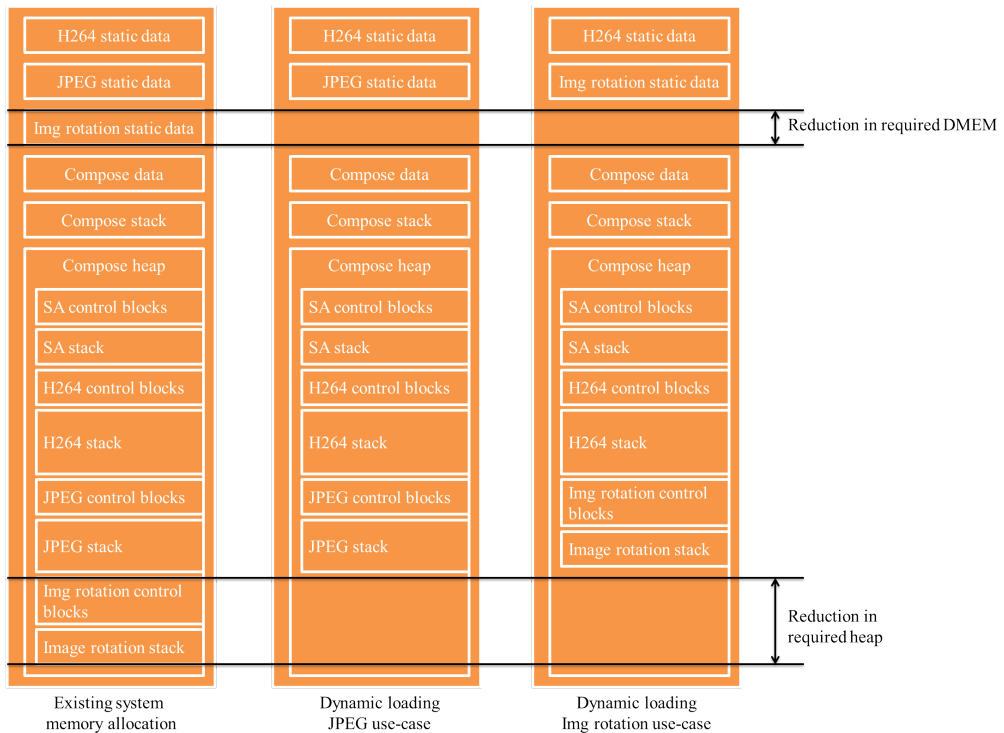 H264 static data
JPEG static data
Img rotation static data
Compose data
Compose stack
Compose heap
SA control blocks
SA stack
H264 control blocks
H264 stack
JPEG control blocks
JPEG stack
Img rotation control
blocks
Image rotation stack
Existing system
memory allocation
H264 static data
JPEG static data
Compose data
Compose stack
Compose heap
SA control blocks
SA stack
H264 control blocks
H264 stack
JPEG control blocks
JPEG stack
Dynamic loading
JPEG use-case
H264 static data
Img rotation static data
Compose data
Compose stack
Compose heap
SA control blocks
SA stack
H264 control blocks
H264 stack
Img rotation control
blocks
Image rotation stack
Dynamic loading
Img rotation use-case
Reduction in required DMEM
Reduction in
required heap